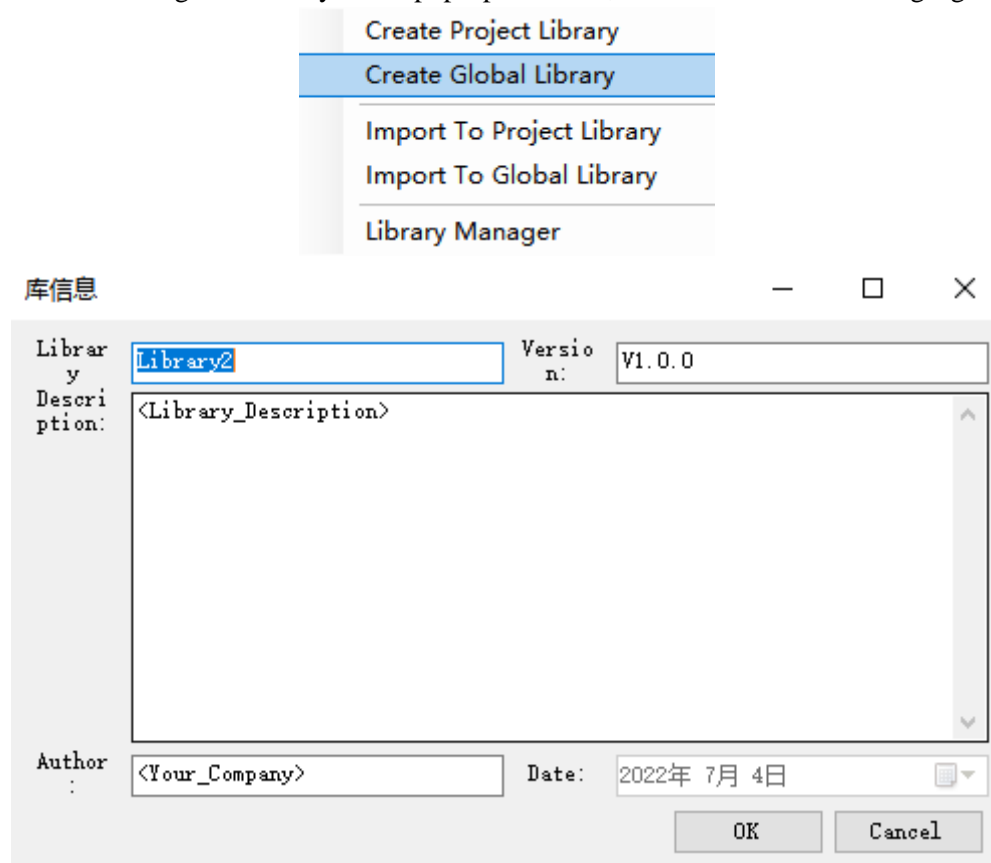 Create Project Library
Create Global Library
Import To Project Library
Import To Global Library
Library Manager
库信息
Librar
y
Library2
Versio
n:
V1.0.0
Descri
ption:
<Library_Description>
Author
:
<Your_Company>
Date:
2022年 7月 4日
OK
Cancel